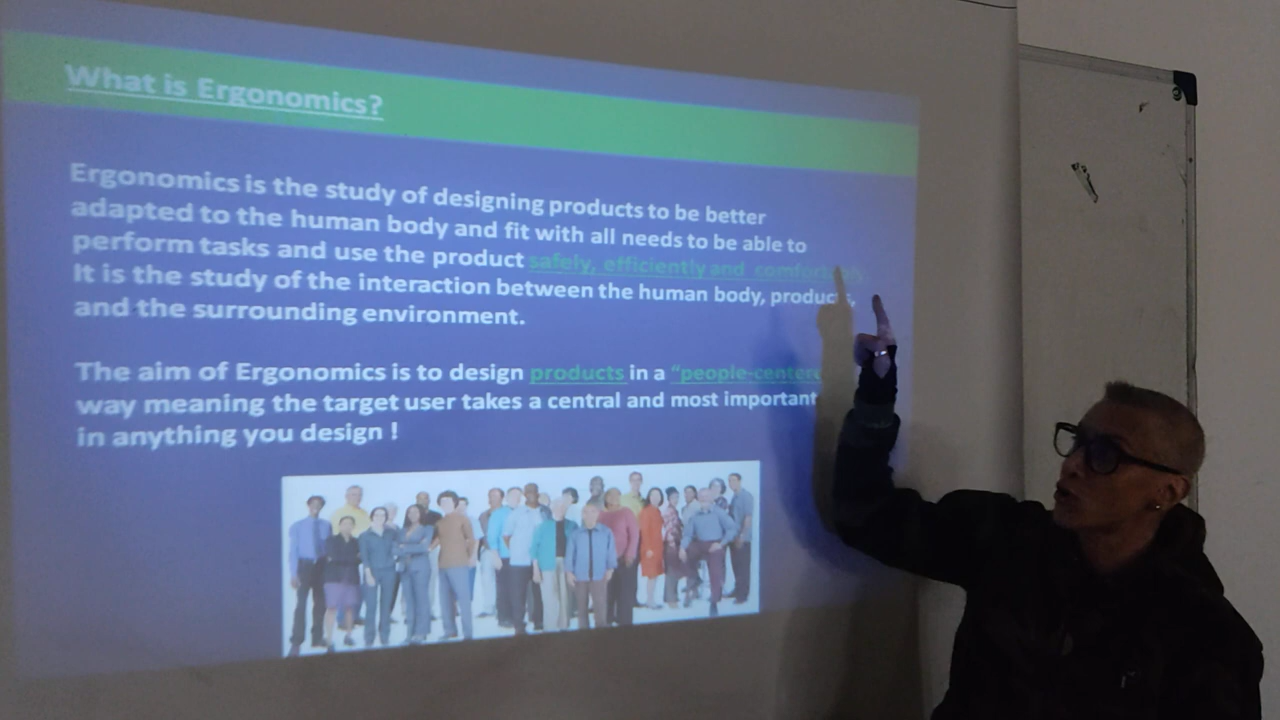 What is Ergonomics?
Ergonomics is the study of designing products to be better
adapted to the human body and fit with all needs to be able to
perform tasks and use the product safely, efficiently and
It is the study of the interaction between the human body, products,
and the surrounding environment.
The aim of Ergonomics is to design products in a
way meaning the target user takes a central and most important
in anything you design !